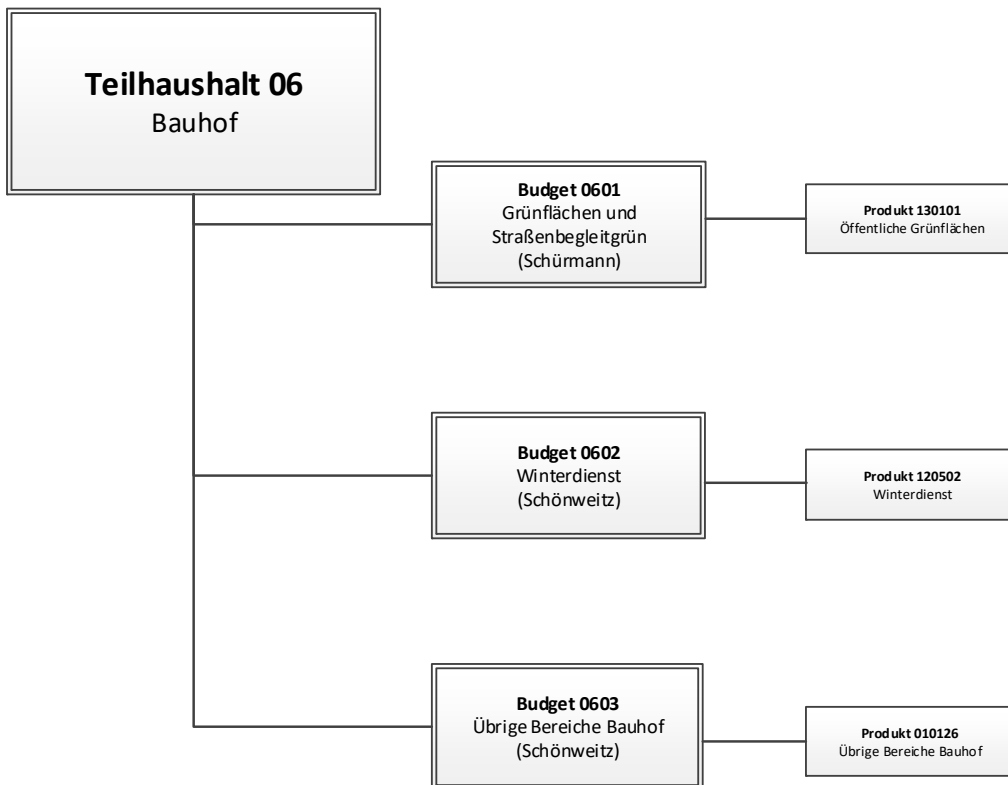 Teilhaushalt 06
Bauhof
Budget 0601
Grünflächen und
Straßenbegleitgrün
(Schürmann)
Produkt 130101
Öffentliche Grünflächen
Budget 0602
Winterdienst
(Schönweitz)
Produkt 120502
Winterdienst
Budget 0603
Übrige Bereiche Bauhof
(Schönweitz)
Produkt 010126
Übrige Bereiche Bauhof